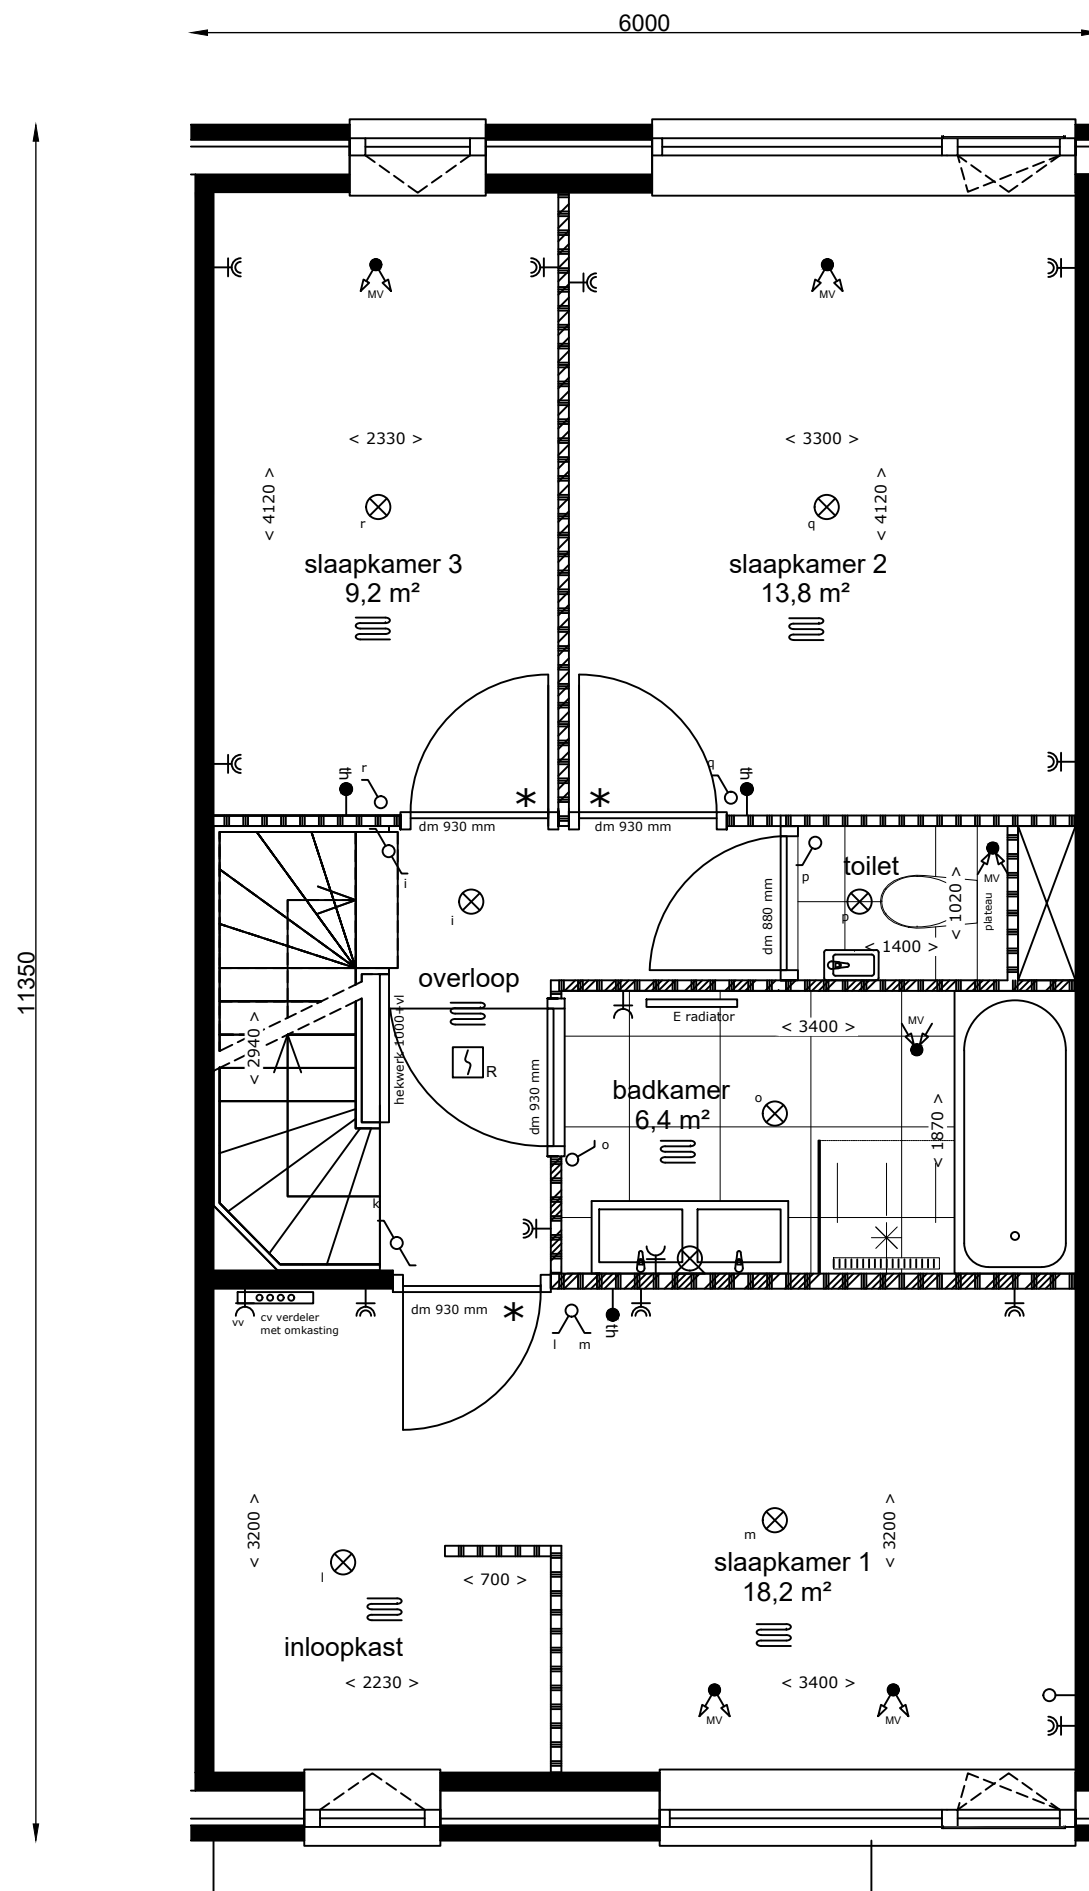 6000
11350
MV
MV
< 2330 >
< 3300 >
< 4120 >
< 4120 >
r
q
slaapkamer 3
9,2 m²
slaapkamer 2
13,8 m²
th
r
q
th
*
*
dm 930 mm
dm 930 mm
i
i
p
toilet
MV
p
< 1020 >
plateau
< 1400 >
dm 880 mm
overloop
hekwerk 1000+vl
< 2940 >
R
dm 930 mm
E radiator
< 3400 >
MV
badkamer
6,4 m²
o
< 1870 >
o
k
vv
cv verdeler
met omkasting
dm 930 mm
*
l
m
th
< 3200 >
< 3200 >
m
l
slaapkamer 1
18,2 m²
< 700 >
inloopkast
< 2230 >
< 3400 >
MV
MV